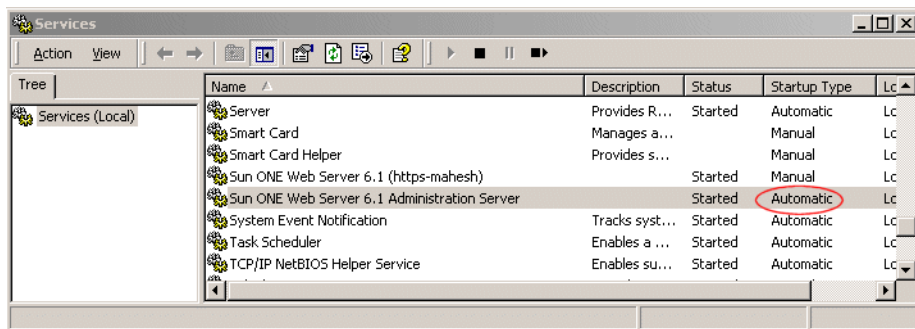 Services
Action View
Tree
Services (Local)
Name Description Status Startup Type Lc
Server Provides R... Started Automatic Lc
Smart Card Manages a... Manual Lc
Smart Card Helper Provides s... Manual Lc
Sun ONE Web Server 6.1 (https-mahesh) Started Manual Lc
Sun ONE Web Server 6.1 Administration Server Started Automatic Lc
System Event Notification Tracks syst... Started Automatic Lc
Task Scheduler Enables a ... Started Automatic Lc
TCP/IP NetBIOS Helper Service Enables su... Started Automatic Lc